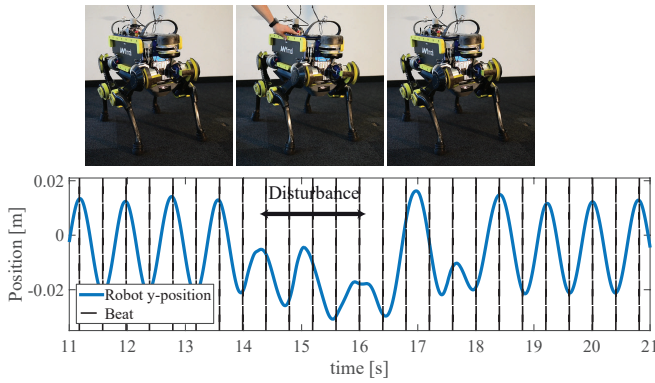 0.02
Disturbance
0
Position [m]
-0.02
Robot y-position
Beat
11 12 13 14 15 16 17 18 19 20 21
time [s]